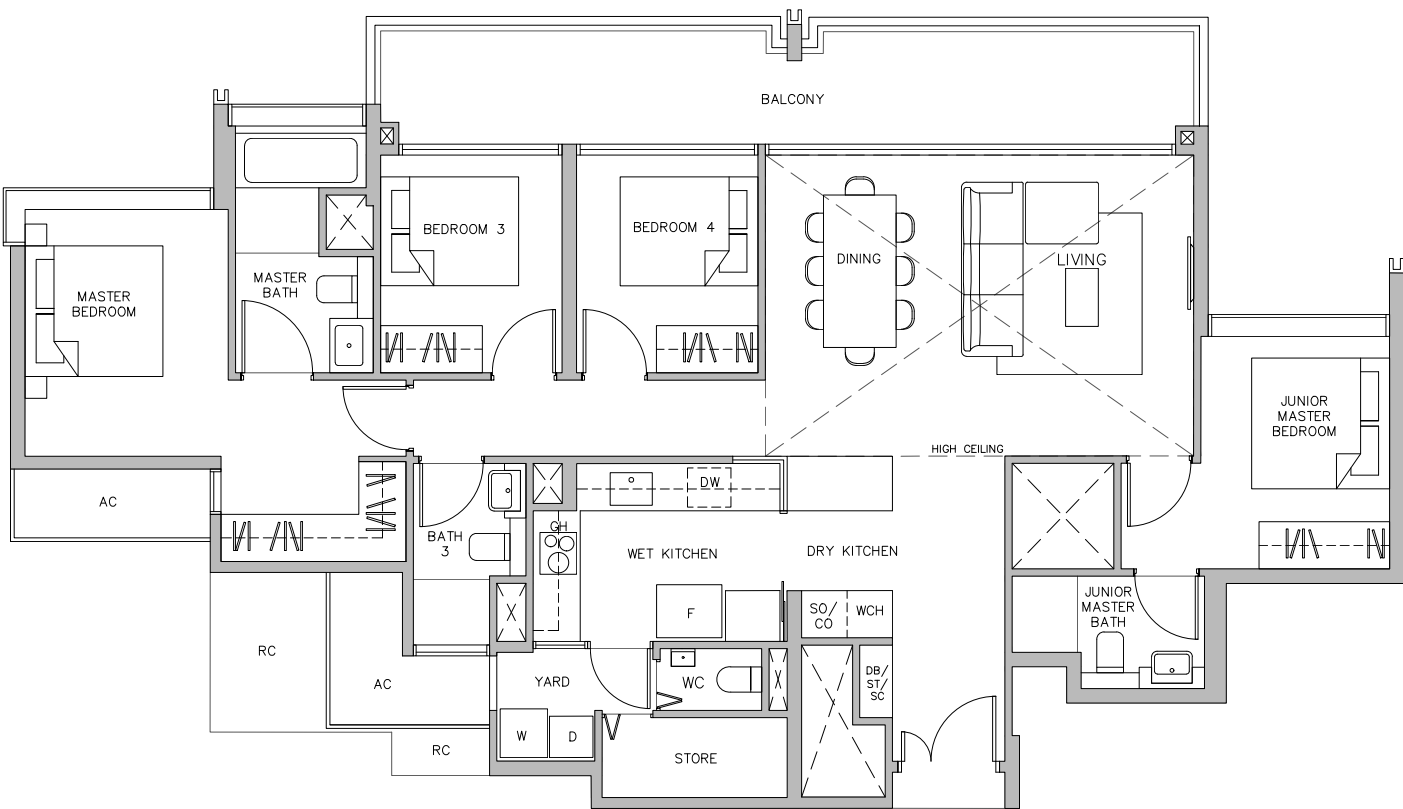 BALCONY
BEDROOM 3
BEDROOM 4
DINING
LIVING
MASTER
BATH
MASTER
BEDROOM
JUNIOR
MASTER
BEDROOM
HIGH CEILING
AC
DW
GH
BATH
3
WET KITCHEN
DRY KITCHEN
F
SO/
CO
WCH
JUNIOR
MASTER
BATH
RC
AC
YARD
WC
DB/
ST/
SC
W
D
RC
STORE